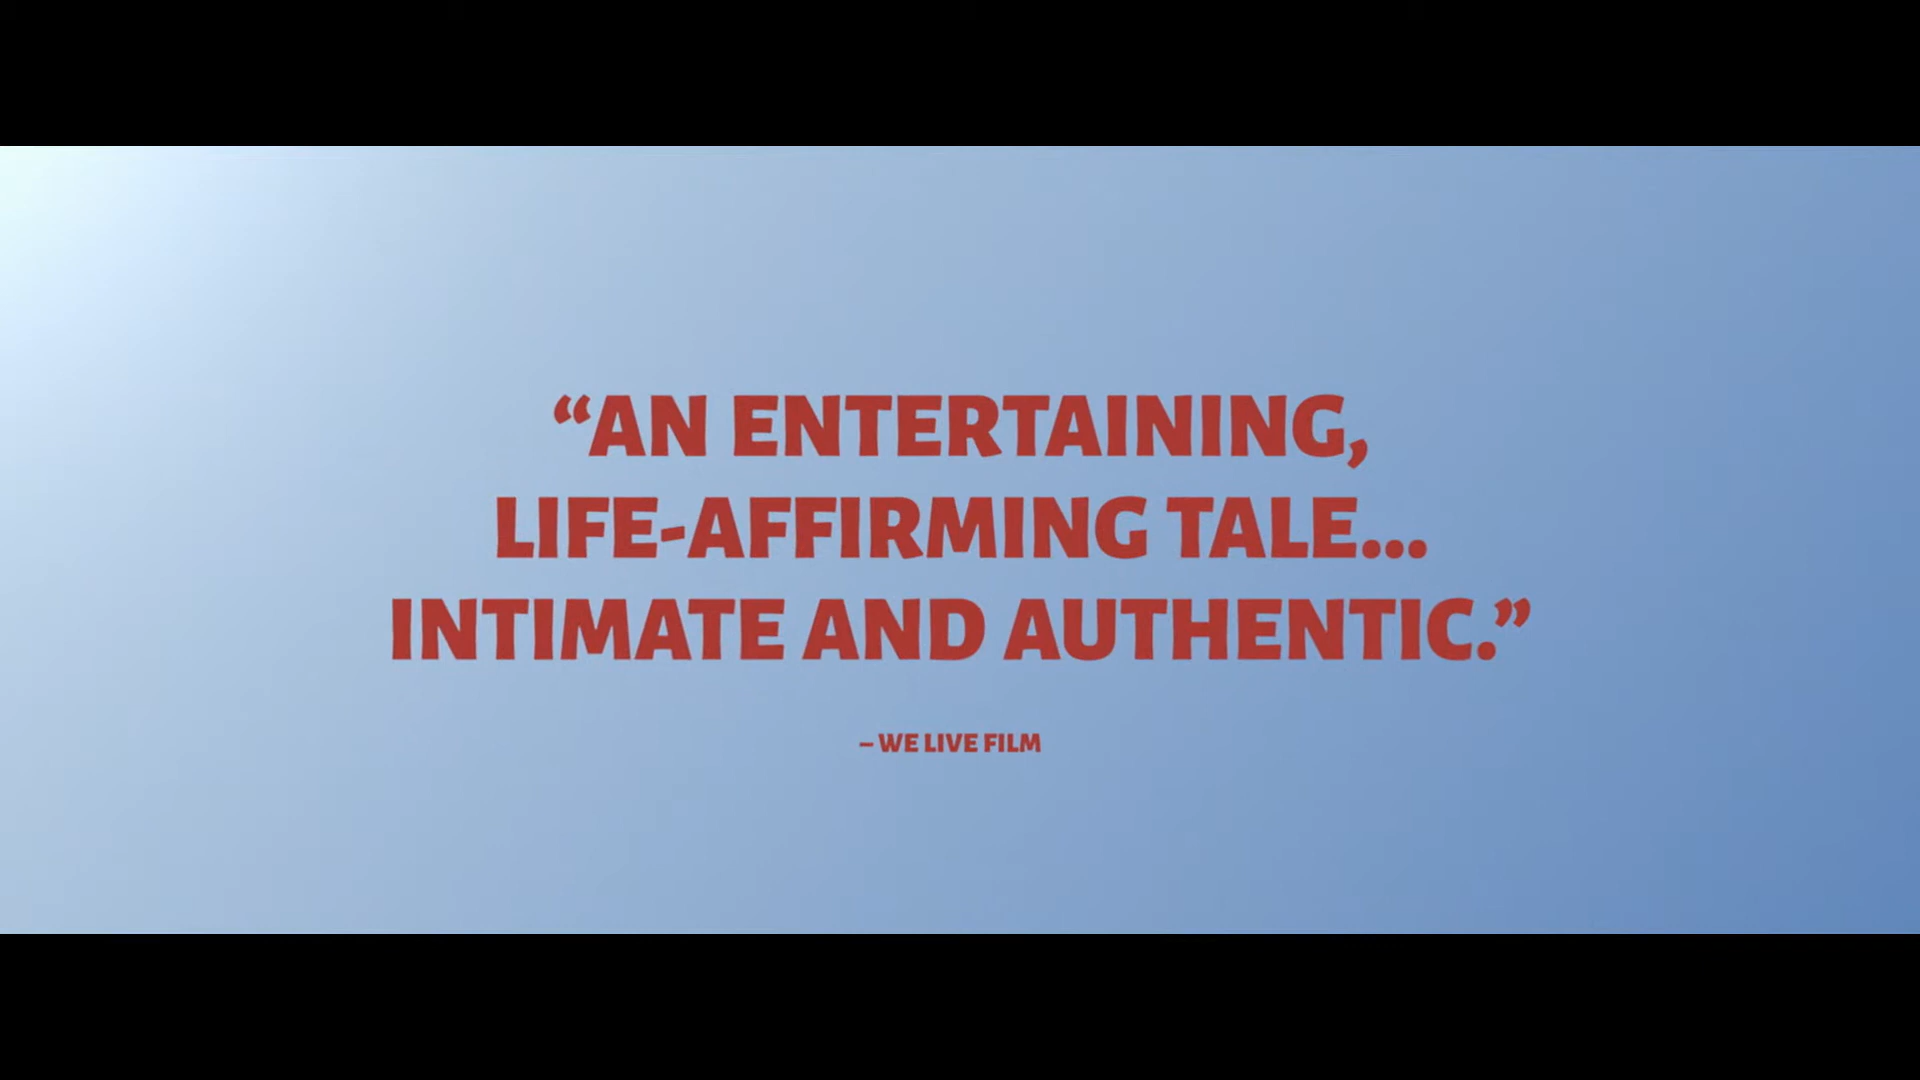 “AN ENTERTAINING,
LIFE-AFFIRMING TALE...
INTIMATE AND AUTHENTIC.”
– WE LIVE FILM